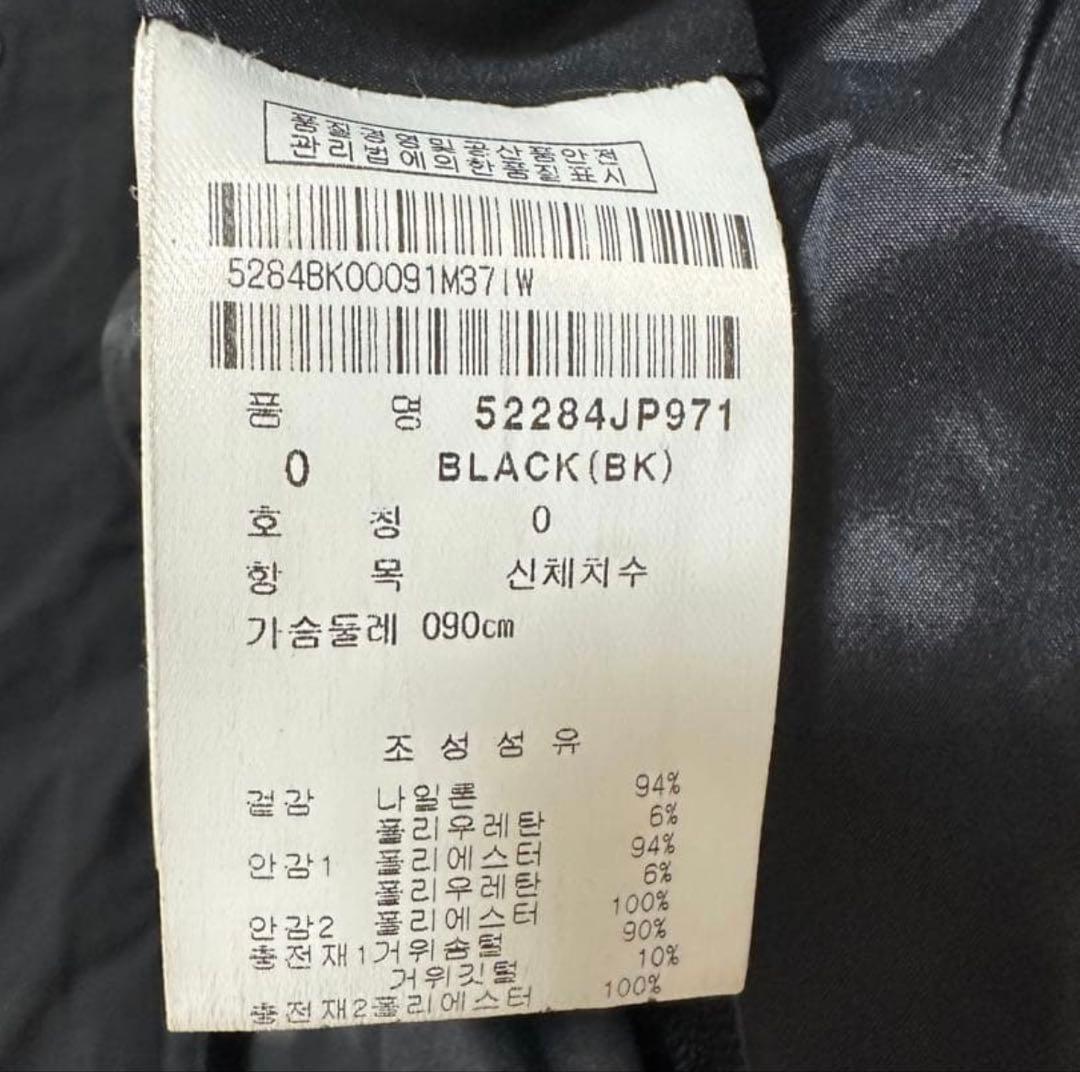 품질경영및공산품안전
관리법에의한품질표시
5284BK00091M37IW
품 명 52284JP971
0 BLACK(BK)
호 칭 0
항 목 신체치수
가슴둘레 090cm
조 성 섬 유
겉감 나일론 94%
폴리우레탄 6%
안감1 폴리에스터 94%
폴리우레탄 6%
안감2 폴리에스터 100%
충전재1 거위솜털 90%
거위깃털 10%
충전재2 폴리에스터 100%